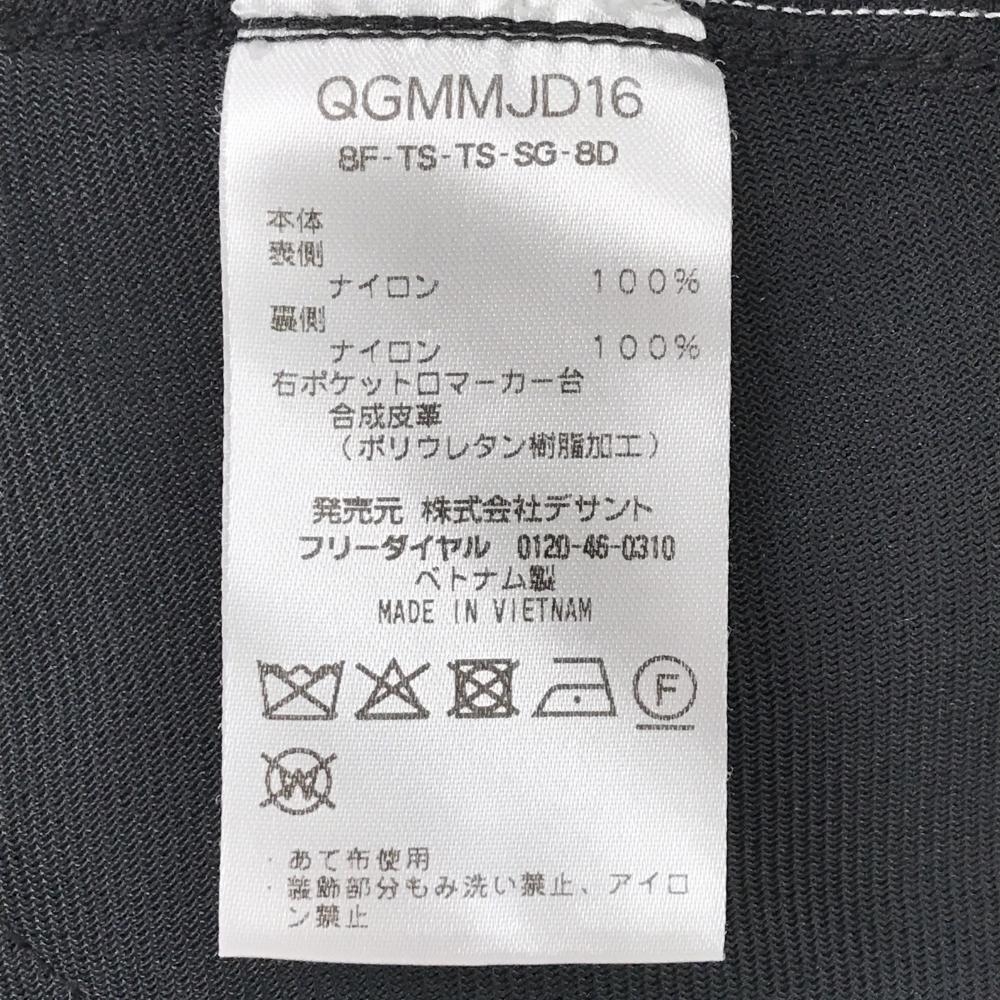 QGMMJD16
8F-TS-TS-SG-8D
本体
表側
ナイロン 100%
裏側
ナイロン 100%
右ポケット口マーカー台
合成皮革
(ポリウレタン樹脂加工)
発売元 株式会社デサント
フリーダイヤル 0120-46-0310
ベトナム製
MADE IN VIETNAM
F
W
・あて布使用
・装飾部分もみ洗い禁止、アイロ
ン禁止